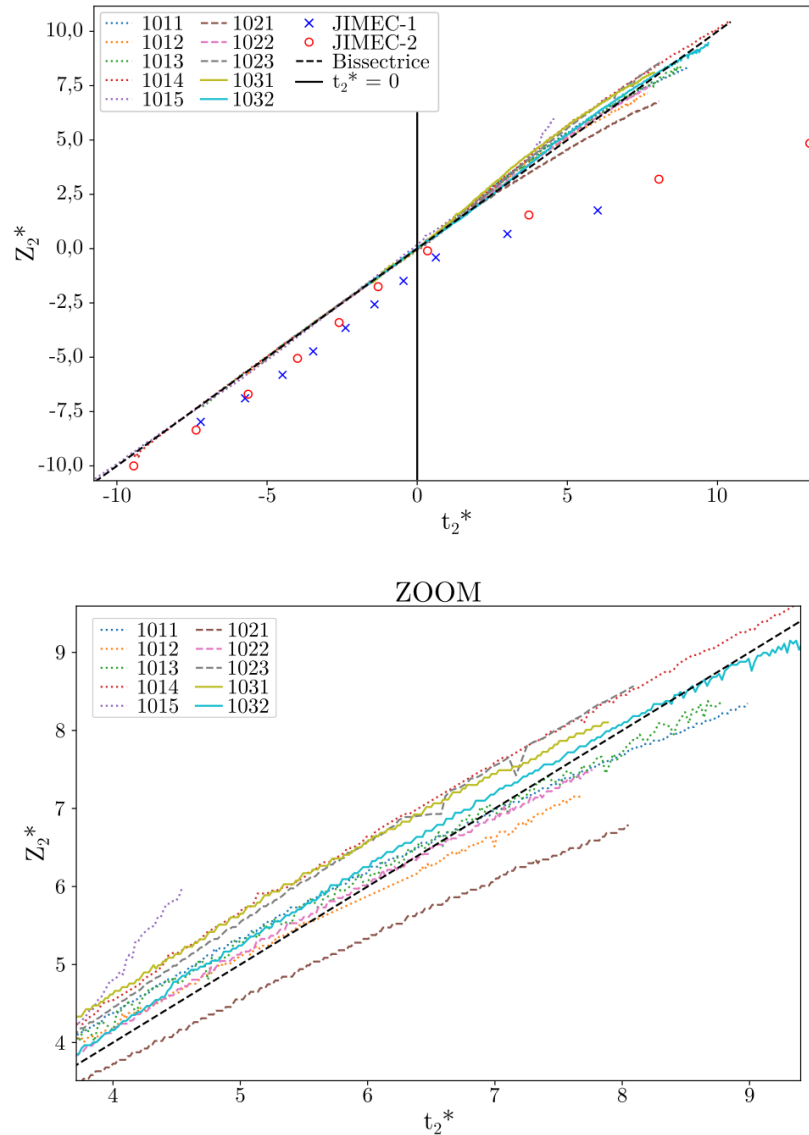 10,0
7,5
5,0
2,5
0,0
-2,5
-5,0
-7,5
-10,0
Z₂*
1011 1021 JIMEC-1
1012 1022 JIMEC-2
1013 1023 Bissectrice
1014 1031 t₂* = 0
1015 1032
-10 -5 0 5 10
t₂*
ZOOM
1011 1021
1012 1022
1013 1023
1014 1031
1015 1032
9
8
7
6
5
4
Z₂*
4 5 6 7 8 9
t₂*